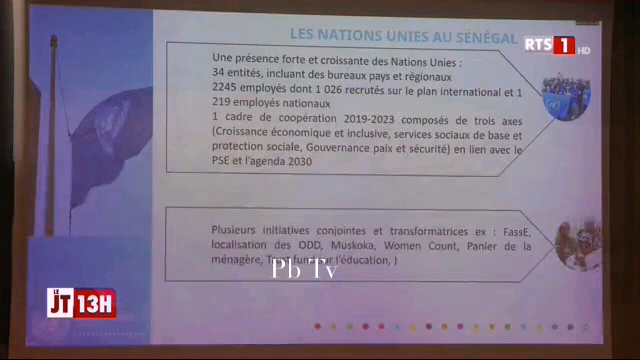 LES NATIONS UNIES AU SÉNÉGAL
RTS 1 HD
Une présence forte et croissante des Nations Unies :
34 entités, incluant des bureaux pays et régionaux
2245 employés dont 1 026 recrutés sur le plan international et 1
219 employés nationaux
1 cadre de coopération 2019-2023 composés de trois axes
(Croissance économique et inclusive, services sociaux de base et
protection sociale, Gouvernance paix et sécurité) en lien avec le
PSE et l'agenda 2030
Plusieurs initiatives conjointes et transformatrices ex : FassE,
localisation des ODD, Muskoka, Women Count, Panier de la
ménagère, Trust fund sur l'éducation, )
Pb Tv
LE
JT 13H